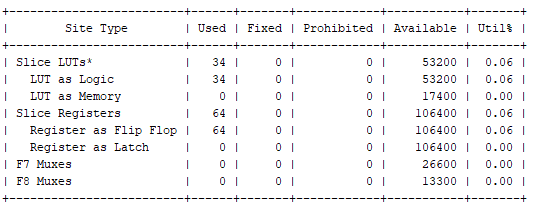 +----------------------------+------+-------+------------+-----------+-------+
|          Site Type         | Used | Fixed | Prohibited | Available | Util% |
+----------------------------+------+-------+------------+-----------+-------+
| Slice LUTs*                |   34 |     0 |          0 |     53200 |  0.06 |
|   LUT as Logic             |   34 |     0 |          0 |     53200 |  0.06 |
|   LUT as Memory            |    0 |     0 |          0 |     17400 |  0.00 |
| Slice Registers            |   64 |     0 |          0 |    106400 |  0.06 |
|   Register as Flip Flop    |   64 |     0 |          0 |    106400 |  0.06 |
|   Register as Latch        |    0 |     0 |          0 |    106400 |  0.00 |
| F7 Muxes                   |    0 |     0 |          0 |     26600 |  0.00 |
| F8 Muxes                   |    0 |     0 |          0 |     13300 |  0.00 |
+----------------------------+------+-------+------------+-----------+-------+